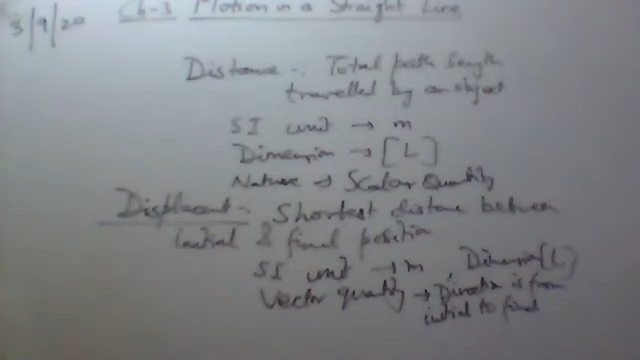 3/9/20 Ch-3 Motion in a Straight Line
Distance :- Total path length
travelled by an object
SI unit → m
Dimension → [L]
Nature → Scalar Quantity
Displacent :- Shortest distane between
initial & final position
SI unit → m, Dimension [L]
Vector quantity → Direction is from
initial to final